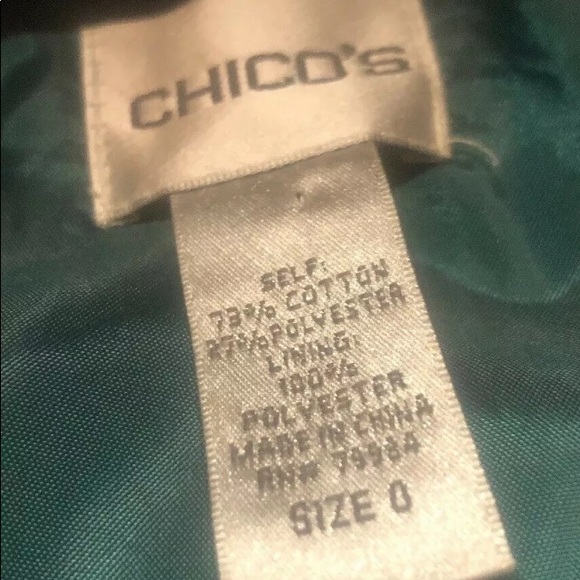 CHICO'S
SELF:
73% COTTON
27% POLYESTER
LINING:
100%
POLYESTER
MADE IN CHINA
RN# 79984
SIZE 0